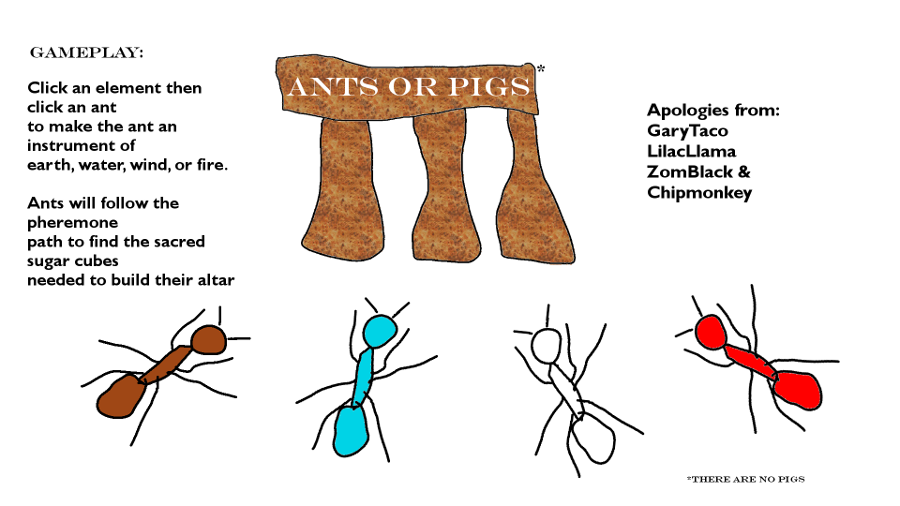 GAMEPLAY:
Click an element then
click an ant
to make the ant an
instrument of
earth, water, wind, or fire.
Ants will follow the
pheremone
path to find the sacred
sugar cubes
needed to build their altar
ANTS OR PIGS*
Apologies from:
GaryTaco
LilacLlama
ZomBlack &
Chipmonkey
*THERE ARE NO PIGS